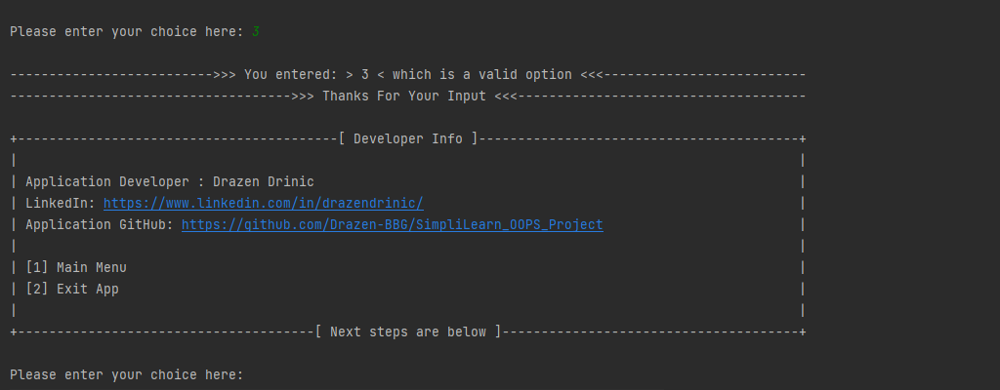 Please enter your choice here: 3
-------------------------->>> You entered: > 3 < which is a valid option <<<--------------------------
------------------------------------>>> Thanks For Your Input <<<-------------------------------------
+-----------------------------------------[ Developer Info ]-----------------------------------------+
| |
| Application Developer : Drazen Drinic |
| LinkedIn: https://www.linkedin.com/in/drazendrinic/ |
| Application GitHub: https://github.com/Drazen-BBG/SimpliLearn_OOPS_Project |
| |
| [1] Main Menu |
| [2] Exit App |
| |
+--------------------------------------[ Next steps are below ]--------------------------------------+
Please enter your choice here: